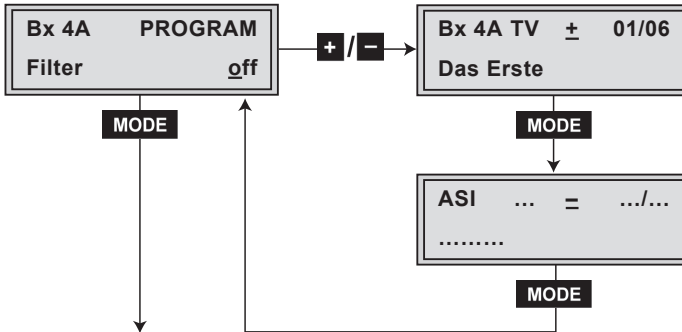 Bx 4A PROGRAM
Filter off
+ / −
Bx 4A TV + 01/06
Das Erste
MODE
MODE
ASI ... = .../...
.........
MODE